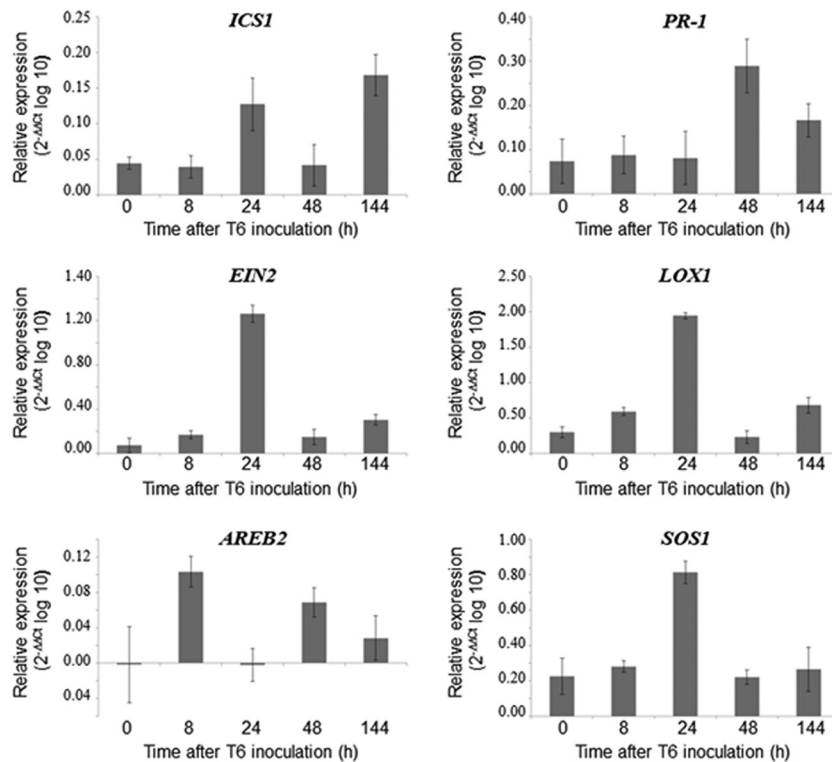 ICS1
Relative expression
(2-ΔΔCt log 10)
0.25
0.20
0.15
0.10
0.05
0.00
0 8 24 48 144
Time after T6 inoculation (h)
PR-1
Relative expression
(2-ΔΔCt log 10)
0.40
0.30
0.20
0.10
0.00
0 8 24 48 144
Time after T6 inoculation (h)
EIN2
Relative expression
(2-ΔΔCt log 10)
1.40
1.20
0.80
0.40
0.00
0 8 24 48 144
Time after T6 inoculation (h)
LOX1
Relative expression
(2-ΔΔCt log 10)
2.50
2.00
1.50
1.00
0.50
0.00
0 8 24 48 144
Time after T6 inoculation (h)
AREB2
Relative expression
(2-ΔΔCt log 10)
0.12
0.08
0.04
0.00
0.04
0 8 24 48 144
Time after T6 inoculation (h)
SOS1
Relative expression
(2-ΔΔCt log 10)
1.00
0.80
0.60
0.40
0.20
0.00
0 8 24 48 144
Time after T6 inoculation (h)